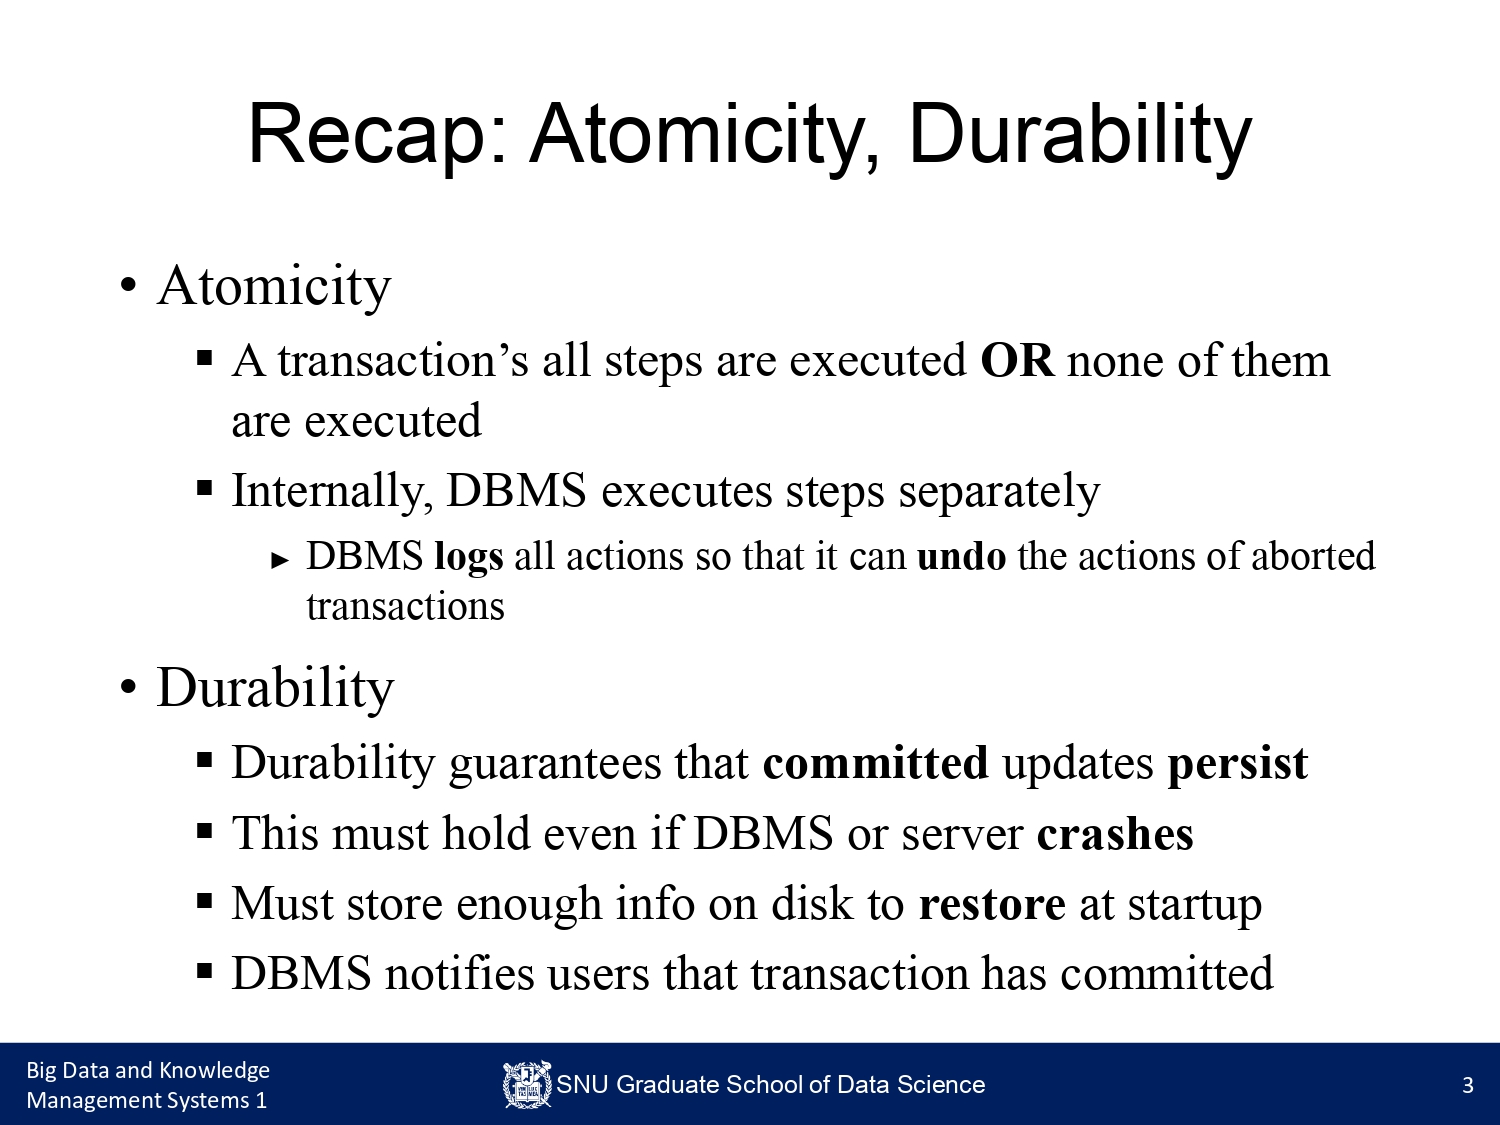 Recap: Atomicity, Durability
• Atomicity
▪ A transaction’s all steps are executed OR none of them
are executed
▪ Internally, DBMS executes steps separately
► DBMS logs all actions so that it can undo the actions of aborted
transactions
• Durability
▪ Durability guarantees that committed updates persist
▪ This must hold even if DBMS or server crashes
▪ Must store enough info on disk to restore at startup
▪ DBMS notifies users that transaction has committed
Big Data and Knowledge
Management Systems 1
SNU Graduate School of Data Science
3